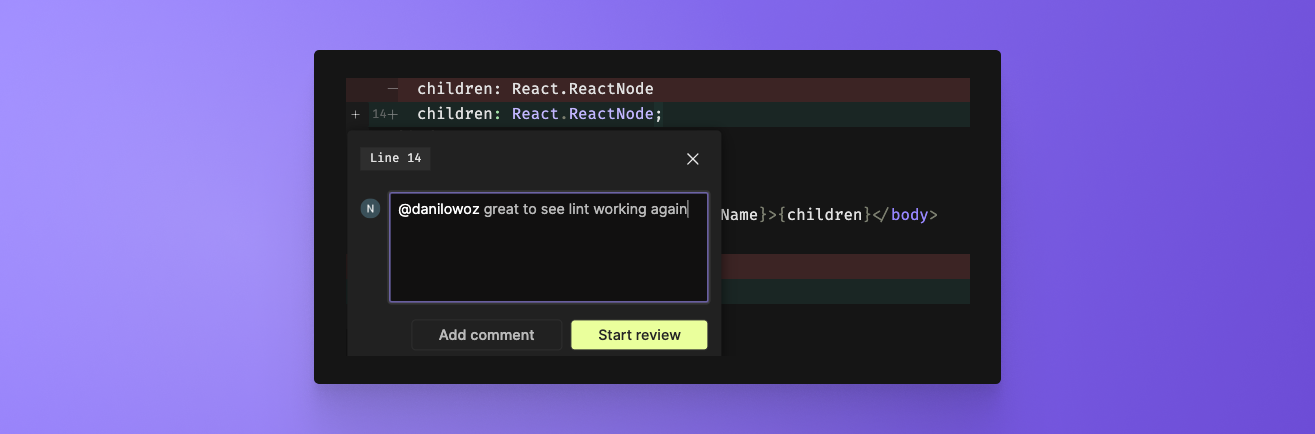 — children: React.ReactNode
+ 14+ children: React.ReactNode;
Line 14
Name}>{children}</body>
N
@danilowoz great to see lint working again
Add comment
Start review